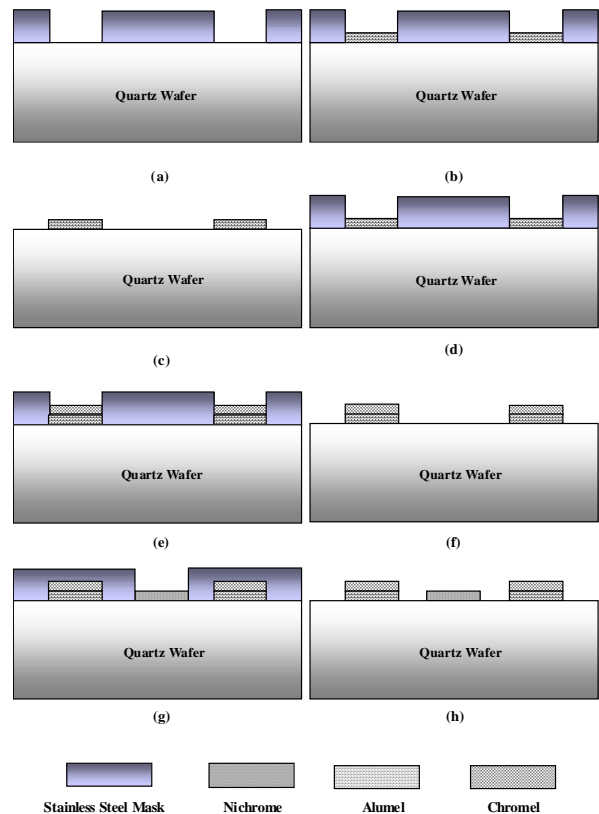 Quartz Wafer
Quartz Wafer
(a)
(b)
Quartz Wafer
Quartz Wafer
(c)
(d)
Quartz Wafer
Quartz Wafer
(e)
(f)
Quartz Wafer
Quartz Wafer
(g)
(h)
Stainless Steel Mask
Nichrome
Alumel
Chromel